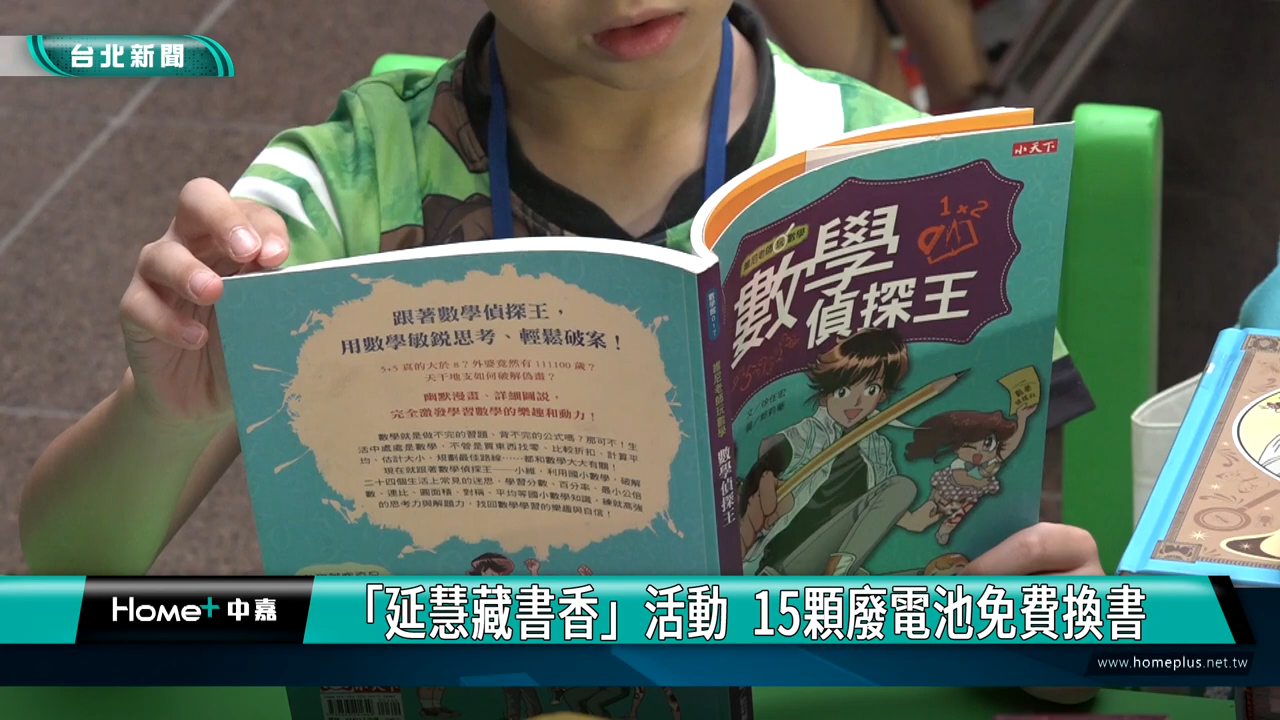 台北新聞
小天下
1×2
數學
偵探王
數學偵探王
跟著數學偵探王，
用數學敏銳思考、輕鬆破案！
5+5真的大於8？外婆竟然有111100歲？
天干地支如何破解偽畫？
幽默漫畫、詳細圖說，
完全激發學習數學的樂趣和動力！
數學就是做不完的習題、背不完的公式嗎？那可不！生
活中處處是數學，不管是買東西找零、比較折扣、計算平
均、估計大小、規劃最佳路線……都和數學大大有關！
現在就跟著數學偵探王──小維，利用國小數學，破解
二十四個生活上常見的迷思，學習分數、百分率、最小公倍
數、連比、圓面積、對稱、平均等國小數學知識，練就高強
的思考力與解題力，找回數學學習的樂趣與自信！
Home+ 中嘉
「延慧藏書香」活動 15顆廢電池免費換書
www.homeplus.net.tw